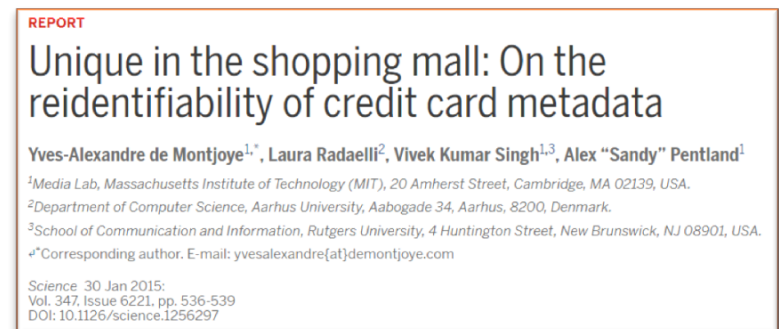 REPORT
Unique in the shopping mall: On the
reidentifiability of credit card metadata
Yves-Alexandre de Montjoye1,*, Laura Radaelli2, Vivek Kumar Singh1,3, Alex “Sandy” Pentland1
1Media Lab, Massachusetts Institute of Technology (MIT), 20 Amherst Street, Cambridge, MA 02139, USA.
2Department of Computer Science, Aarhus University, Aabogade 34, Aarhus, 8200, Denmark.
3School of Communication and Information, Rutgers University, 4 Huntington Street, New Brunswick, NJ 08901, USA.
↵*Corresponding author. E-mail: yvesalexandre{at}demontjoye.com
Science 30 Jan 2015:
Vol. 347, Issue 6221, pp. 536-539
DOI: 10.1126/science.1256297